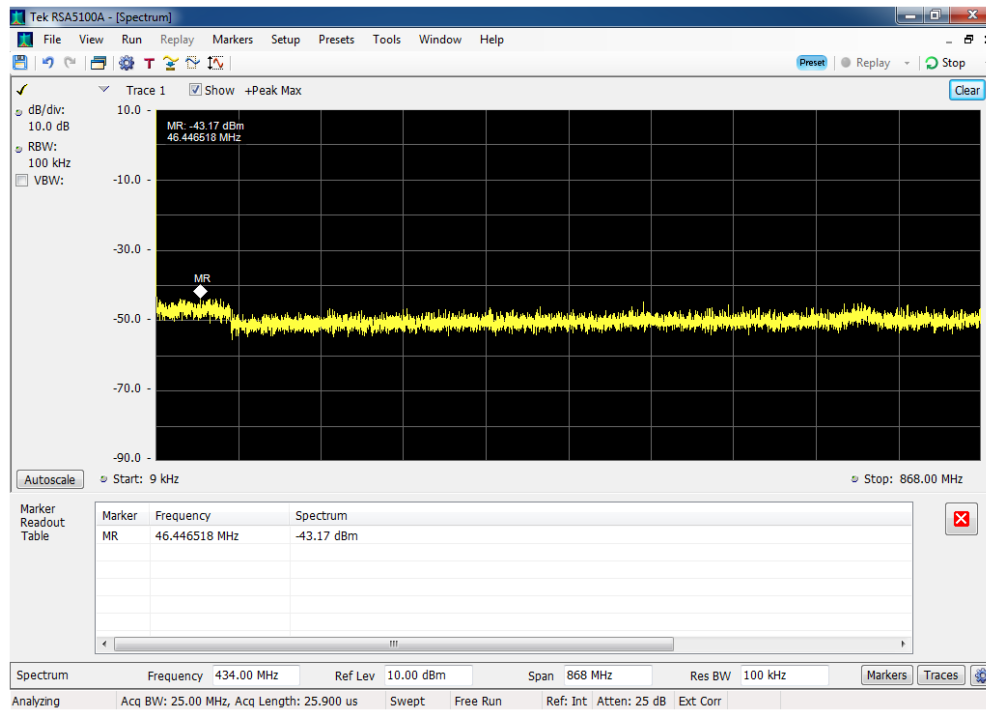 Tek RSA5100A - [Spectrum]
File View Run Replay Markers Setup Presets Tools Window Help
T Preset Replay Stop
Trace 1 Show +Peak Max Clear
dB/div:
10.0 dB
RBW:
100 kHz
VBW:
10.0 -
-10.0 -
-30.0 -
-50.0 -
-70.0 -
-90.0 -
MR: -43.17 dBm
46.446518 MHz
MR
Autoscale Start: 9 kHz Stop: 868.00 MHz
Marker
Readout
Table
Marker Frequency Spectrum
MR 46.446518 MHz -43.17 dBm
Spectrum Frequency 434.00 MHz Ref Lev 10.00 dBm Span 868 MHz Res BW 100 kHz Markers Traces
Analyzing Acq BW: 25.00 MHz, Acq Length: 25.900 us Swept Free Run Ref: Int Atten: 25 dB Ext Corr